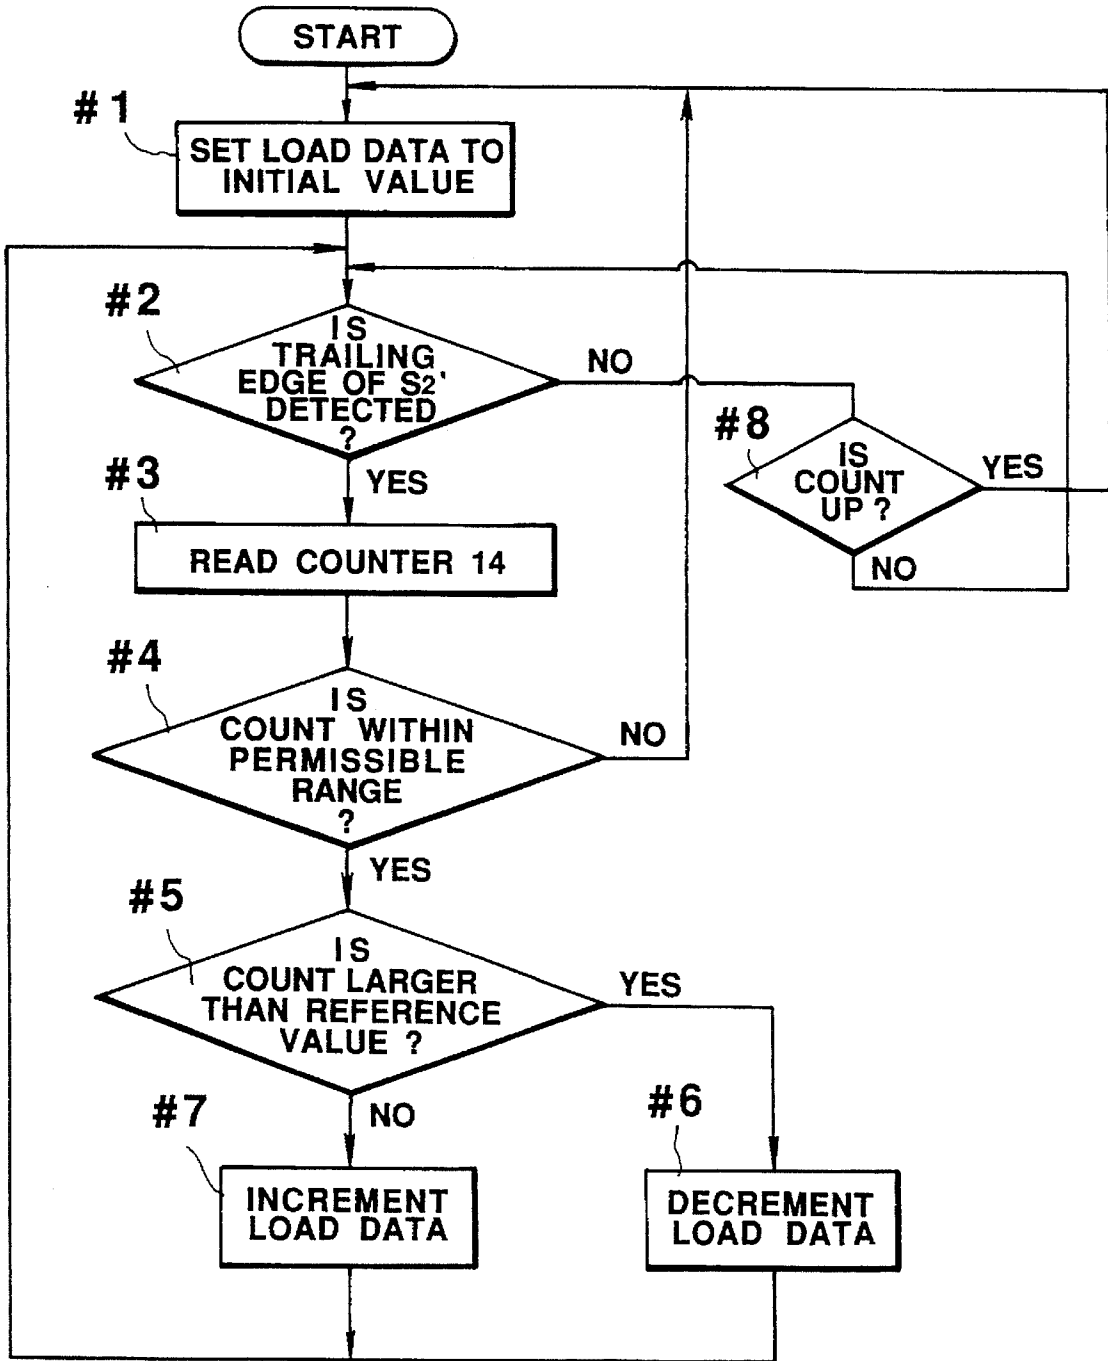 START
#1
SET LOAD DATA TO
INITIAL VALUE
#2
IS
TRAILING
EDGE OF S2'
DETECTED
?
NO
YES
#8
IS
COUNT
UP ?
YES
NO
#3
READ COUNTER 14
#4
IS
COUNT WITHIN
PERMISSIBLE
RANGE
?
NO
YES
#5
IS
COUNT LARGER
THAN REFERENCE
VALUE ?
YES
NO
#7
INCREMENT
LOAD DATA
#6
DECREMENT
LOAD DATA